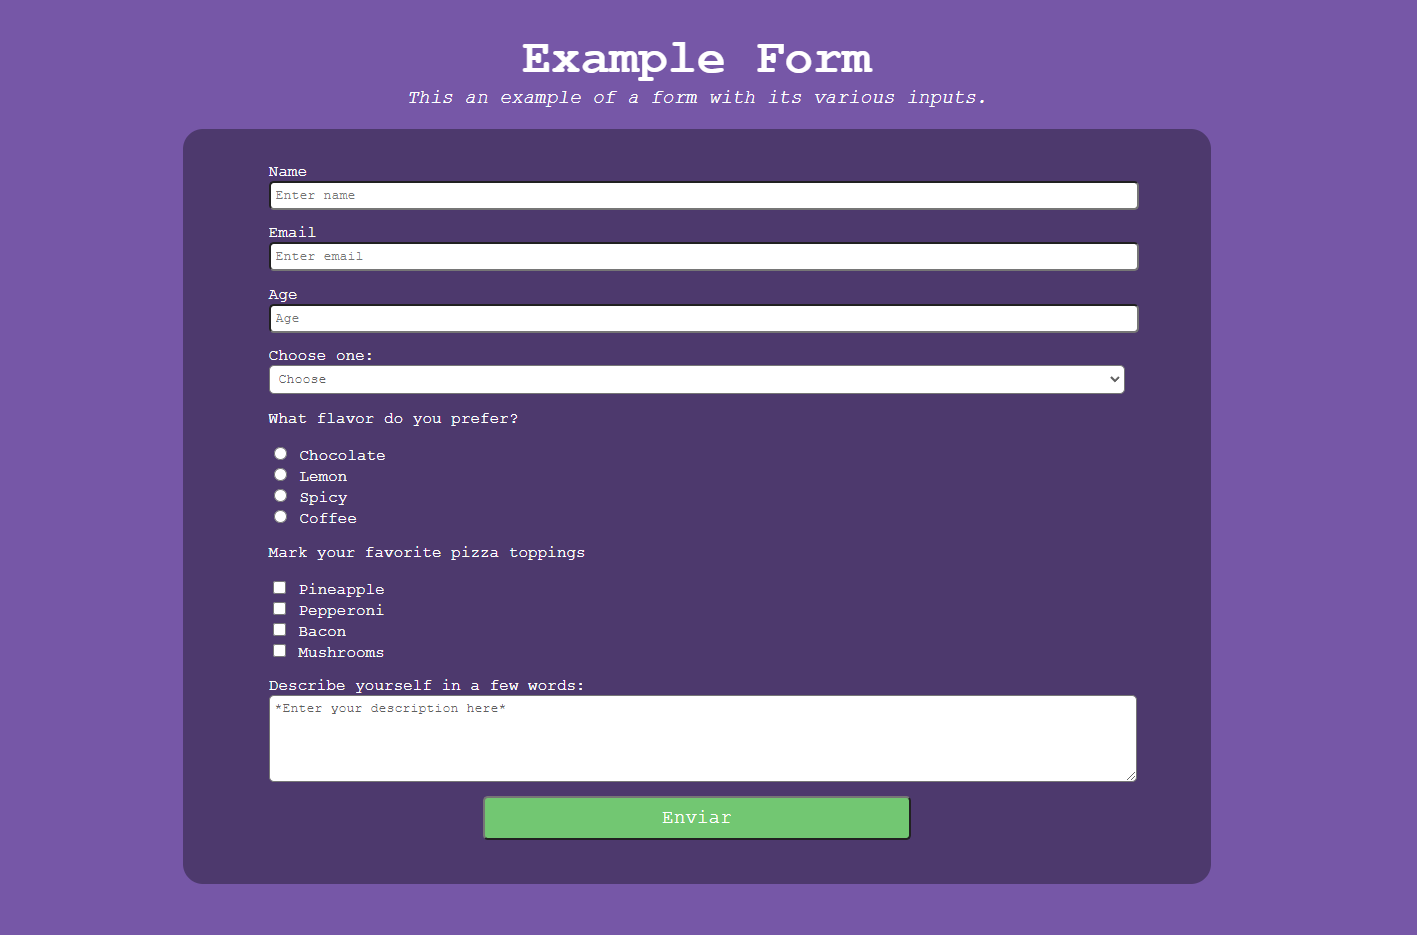 Example Form
This an example of a form with its various inputs.
Name
Enter name
Email
Enter email
Age
Age
Choose one:
Choose
What flavor do you prefer?
Chocolate
Lemon
Spicy
Coffee
Mark your favorite pizza toppings
Pineapple
Pepperoni
Bacon
Mushrooms
Describe yourself in a few words:
*Enter your description here*
Enviar